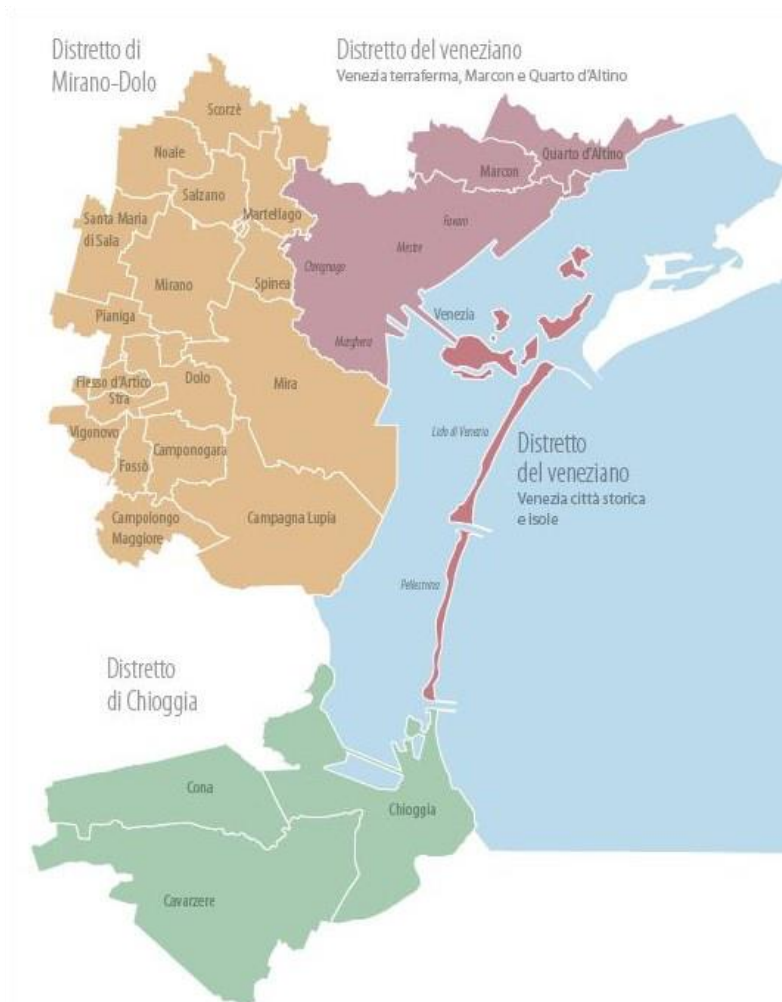 Distretto di
Mirano-Dolo
Distretto del veneziano
Venezia terraferma, Marcon e Quarto d'Altino
Scorzè
Noale
Salzano
Martellago
Santa Maria
di Sala
Mirano
Spinea
Pianiga
Fiesso d'Artico
Stra
Dolo
Mira
Vigonovo
Fossò
Camponogara
Campolongo
Maggiore
Campagna Lupia
Marcon
Quarto d'Altino
Favaro
Mestre
Chirignago
Marghera
Venezia
Lido di Venezia
Distretto
del veneziano
Venezia città storica
e isole
Pellestrina
Distretto
di Chioggia
Cona
Chioggia
Cavarzere